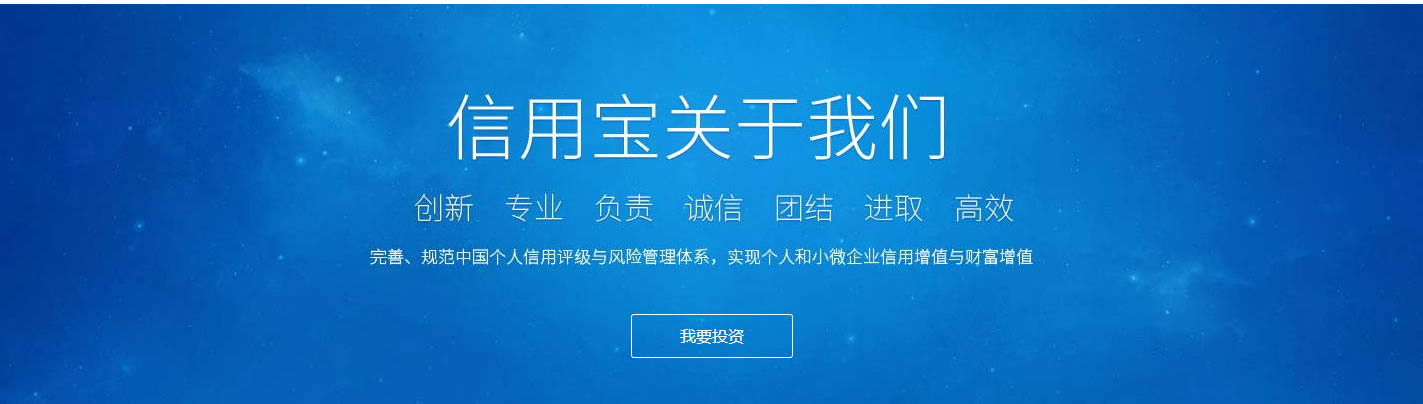 信用宝关于我们
创新 专业 负责 诚信 团结 进取 高效
完善、规范中国个人信用评级与风险管理体系，实现个人和小微企业信用增值与财富增值
我要投资